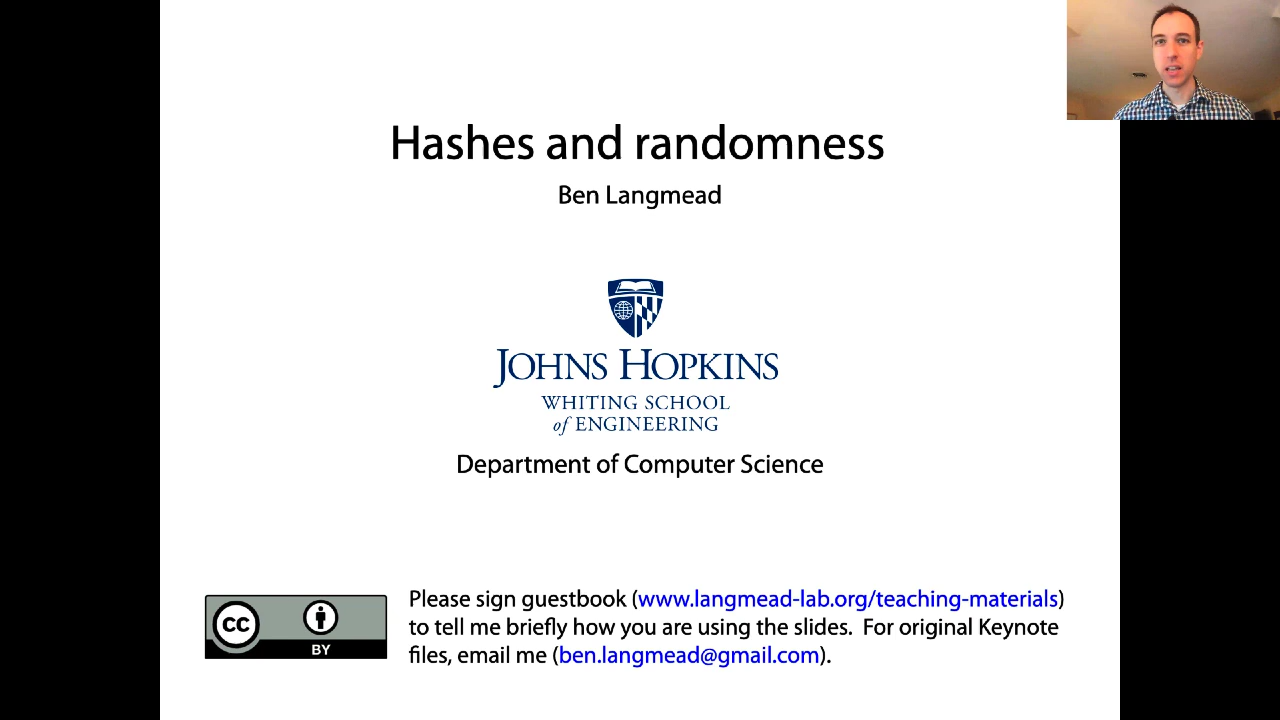 Hashes and randomness
Ben Langmead
JOHNS HOPKINS
WHITING SCHOOL
of ENGINEERING
Department of Computer Science
cc
BY
Please sign guestbook (www.langmead-lab.org/teaching-materials)
to tell me briefly how you are using the slides.  For original Keynote
files, email me (ben.langmead@gmail.com).